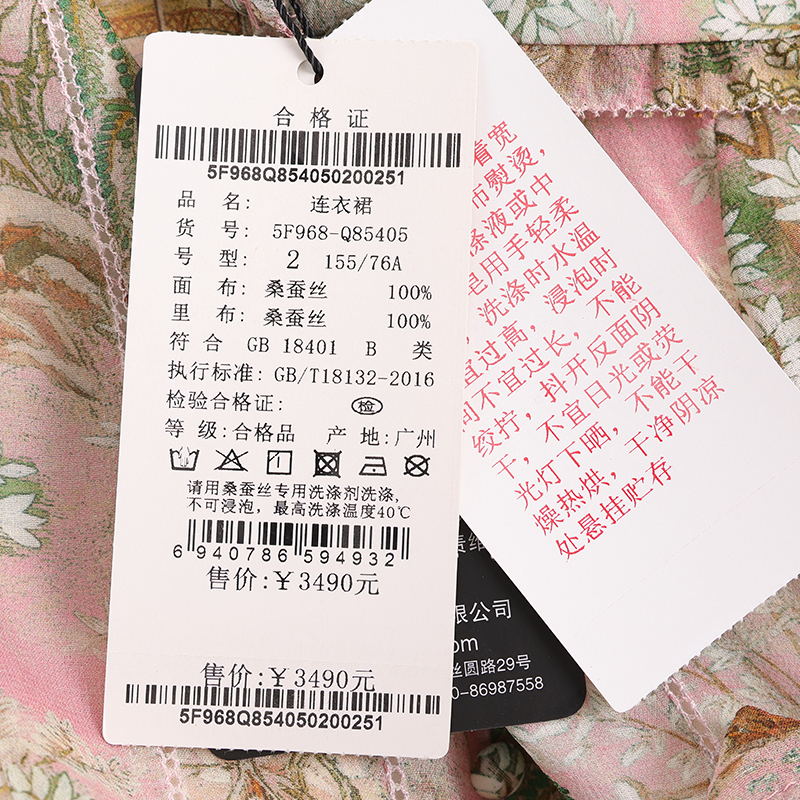 合格证
5F968Q854050200251
品 名: 连衣裙
货 号: 5F968-Q85405
号 型: 2 155/76A
面 布: 桑蚕丝 100%
里 布: 桑蚕丝 100%
符 合 GB 18401 B 类
执行标准: GB/T18132-2016
检验合格证: 检
等 级:合格品 产 地:广州
请用桑蚕丝专用洗涤剂洗涤,
不可浸泡, 最高洗涤温度40℃
6 940786 594932
售价:¥3490元
售价:¥3490元
5F968Q854050200251
着宽
布熨烫,
涤液或中
皂用手轻柔
洗涤时水温
宜过高, 浸泡时
间不宜过长, 不能
绞拧, 抖开反面阴
干, 不宜日光或荧
光灯下晒, 不能干
燥热烘, 干净阴凉
处悬挂贮存
限公司
om
丝圆路29号
0-86987558